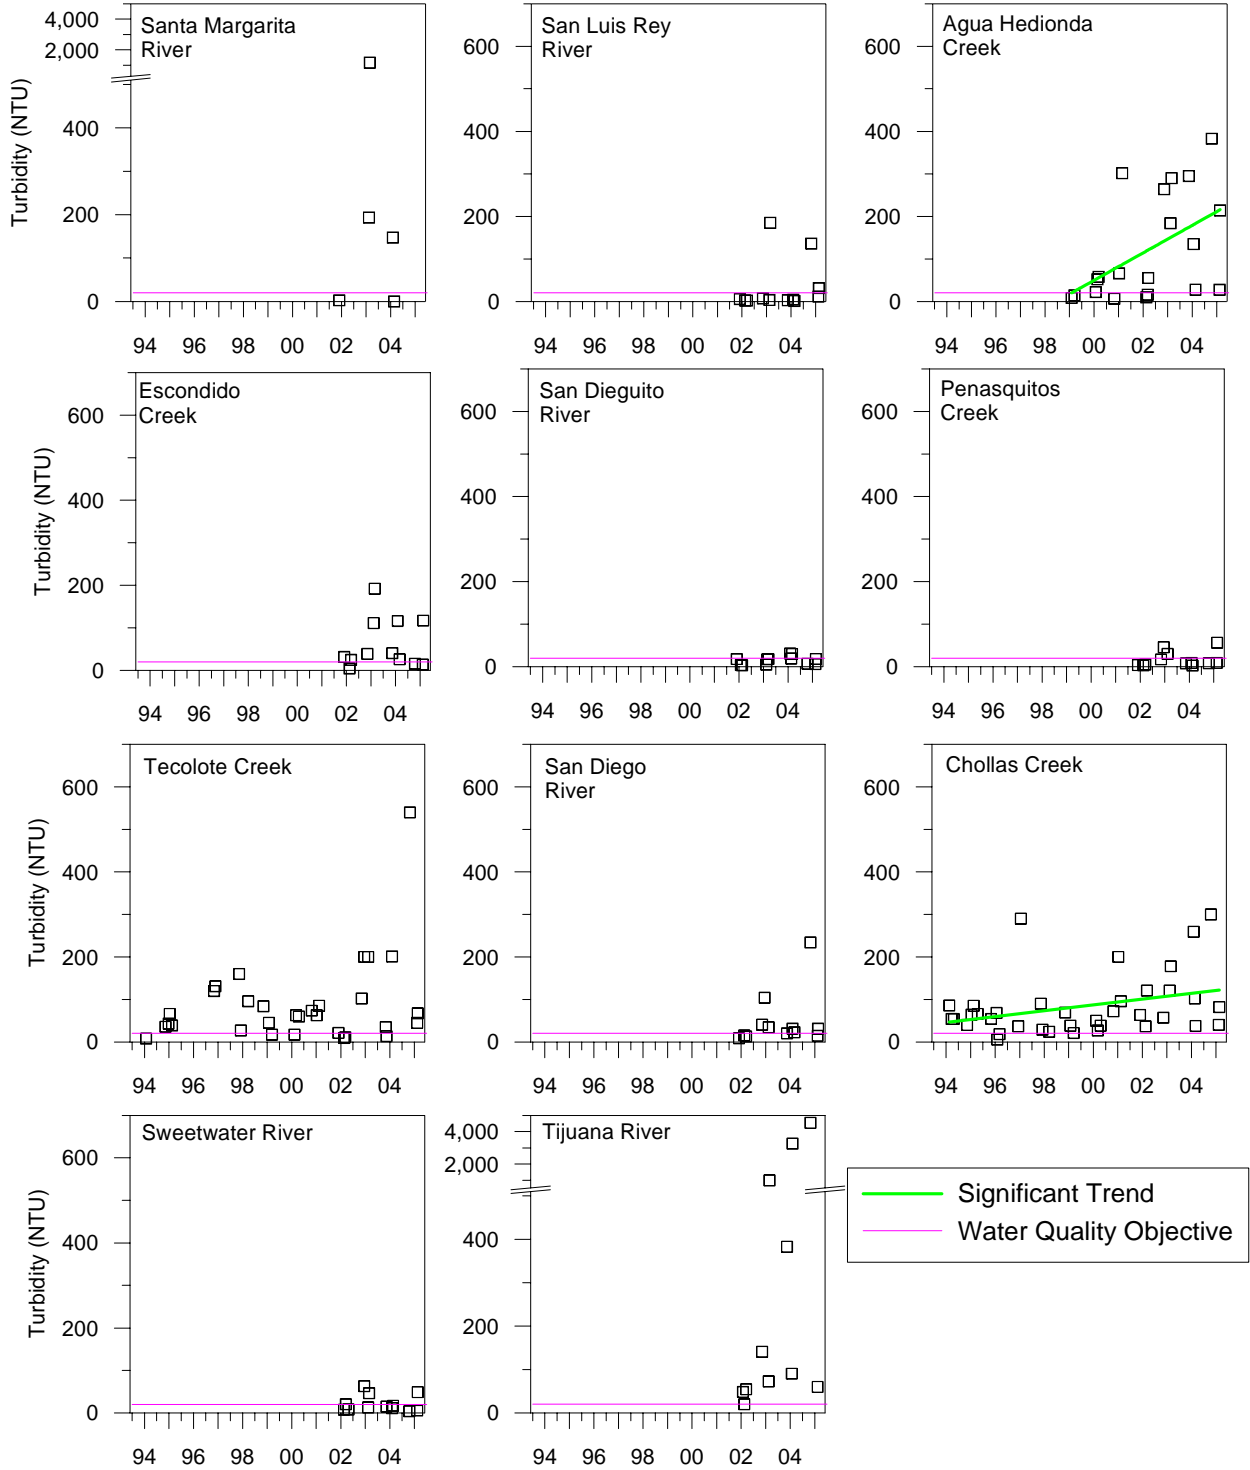 Santa Margarita
River
4,000
2,000
400
200
0
Turbidity (NTU)
94 96 98 00 02 04
San Luis Rey
River
600
400
200
0
94 96 98 00 02 04
Agua Hedionda
Creek
600
400
200
0
94 96 98 00 02 04
Escondido
Creek
600
400
200
0
Turbidity (NTU)
94 96 98 00 02 04
San Dieguito
River
600
400
200
0
94 96 98 00 02 04
Penasquitos
Creek
600
400
200
0
94 96 98 00 02 04
Tecolote Creek
600
400
200
0
Turbidity (NTU)
94 96 98 00 02 04
San Diego
River
600
400
200
0
94 96 98 00 02 04
Chollas Creek
600
400
200
0
94 96 98 00 02 04
Sweetwater River
600
400
200
0
Turbidity (NTU)
94 96 98 00 02 04
Tijuana River
4,000
2,000
400
200
0
94 96 98 00 02 04
Significant Trend
Water Quality Objective